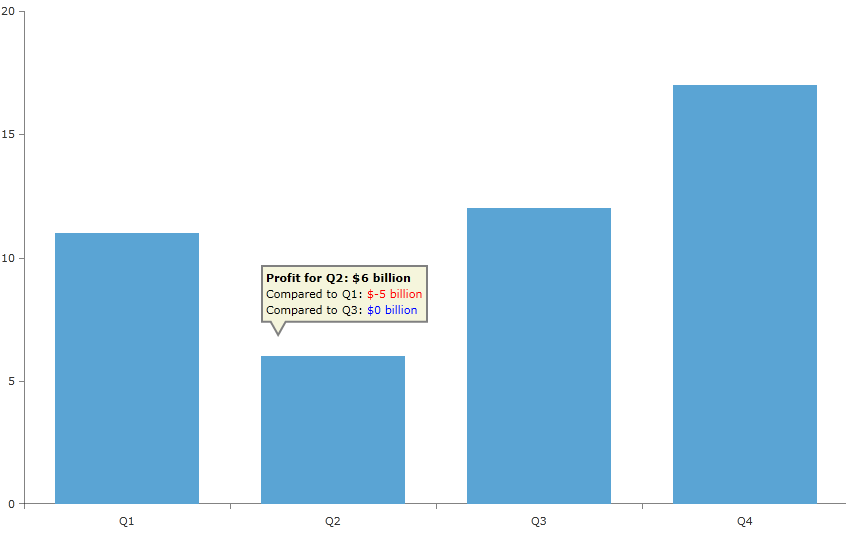 20
15
10
5
0
Profit for Q2: $6 billion
Compared to Q1: $-5 billion
Compared to Q3: $0 billion
Q1 Q2 Q3 Q4